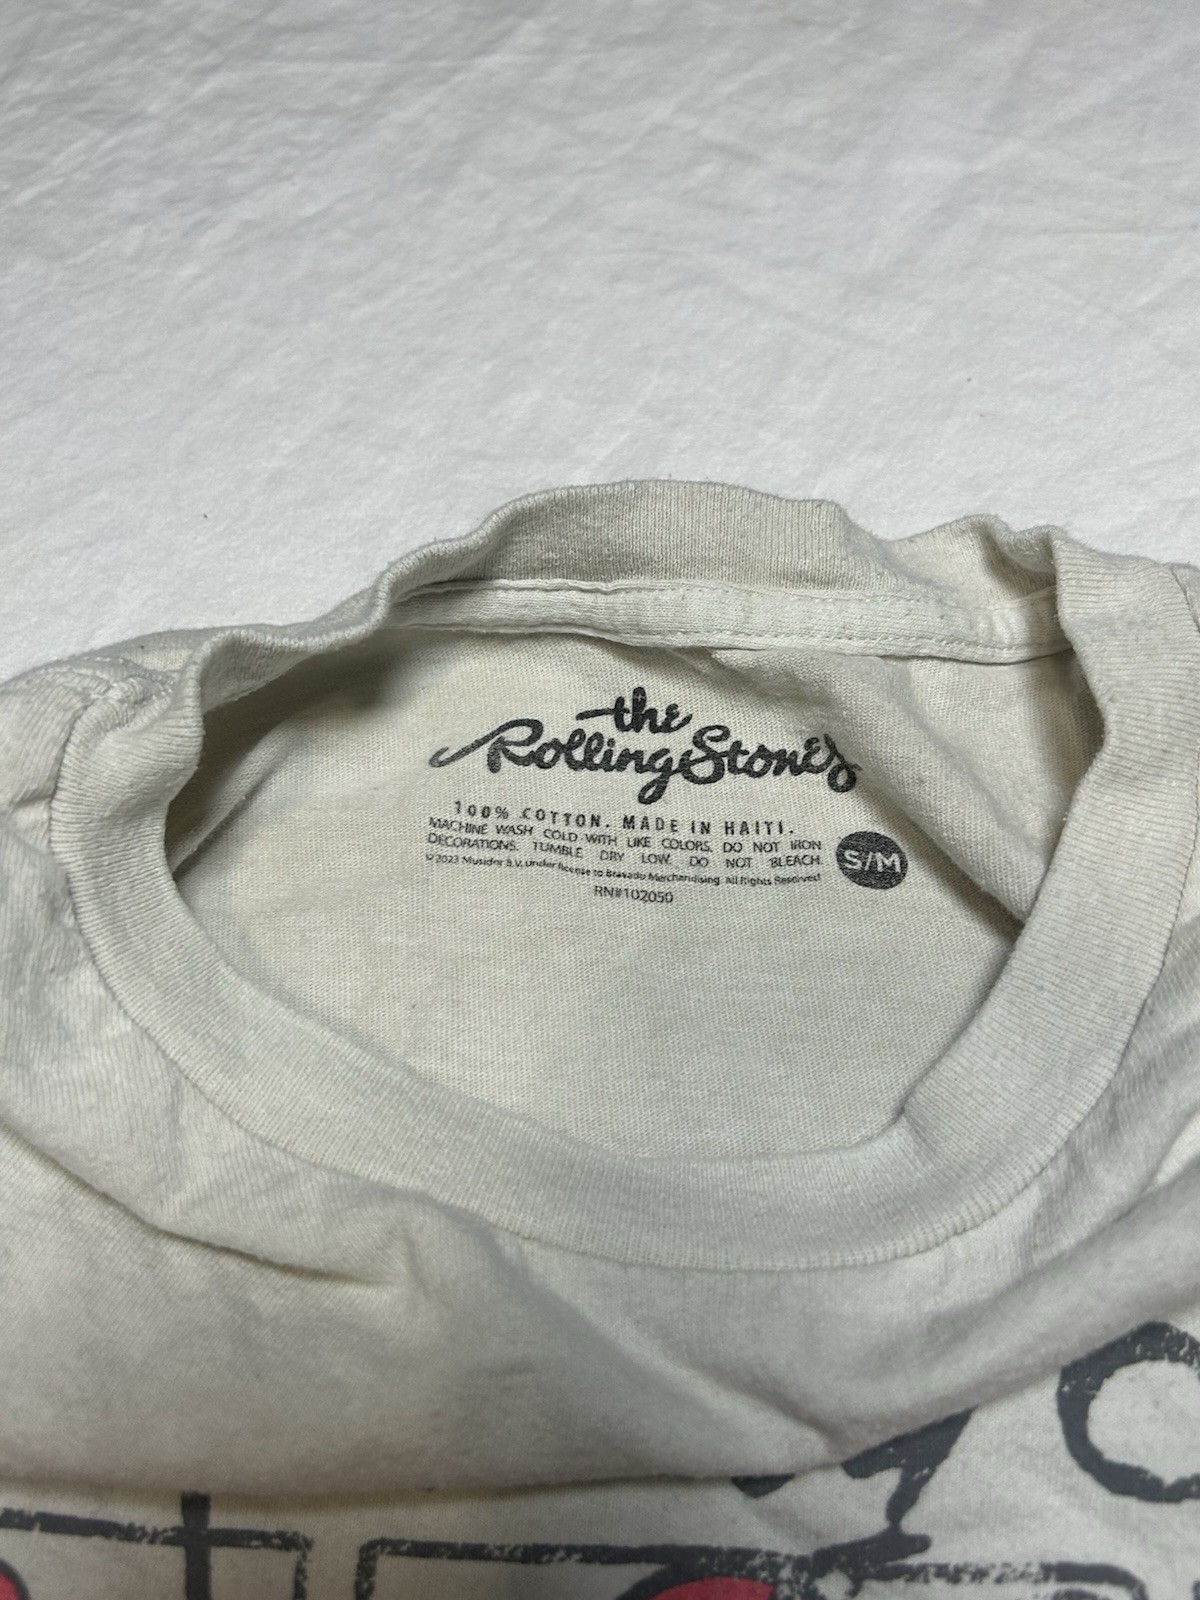 the
Rolling Stones
100% COTTON. MADE IN HAITI.
MACHINE WASH COLD WITH LIKE COLORS. DO NOT IRON
DECORATIONS. TUMBLE DRY LOW. DO NOT BLEACH.
©2023 Musidor B.V. under license to Bravado Merchandising. All Rights Reserved
RN#102050
S/M